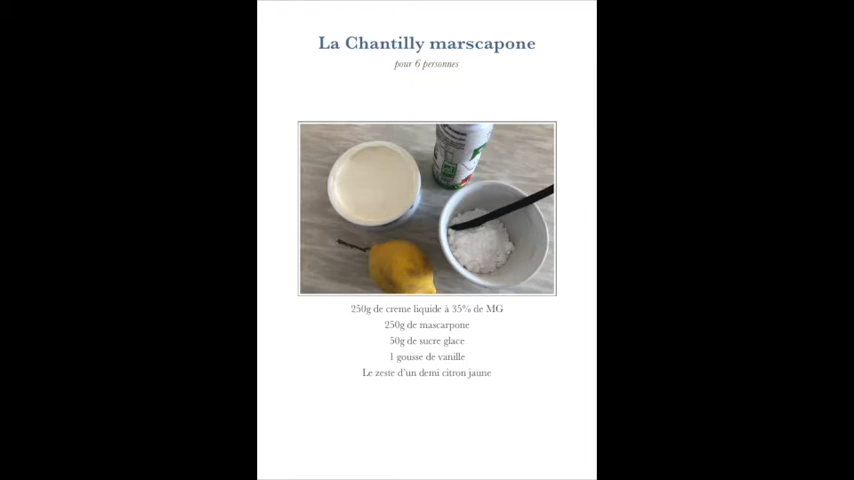 La Chantilly marscapone
pour 6 personnes
250g de creme liquide à 35% de MG
250g de mascarpone
50g de sucre glace
1 gousse de vanille
Le zeste d'un demi citron jaune